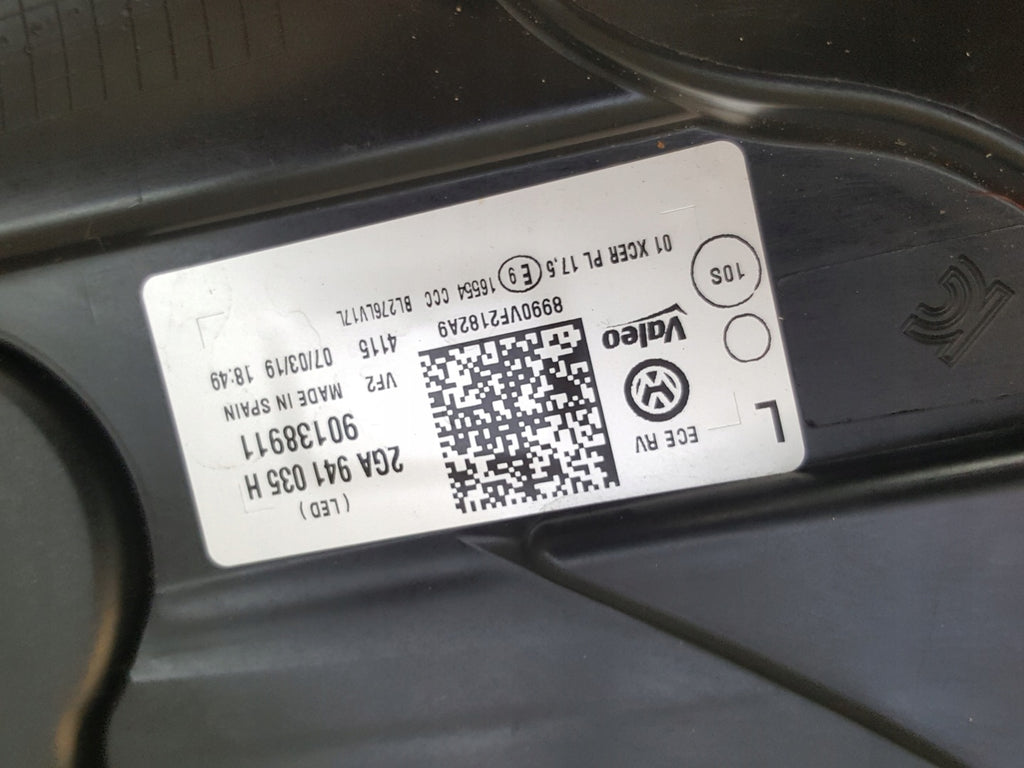 L
ECE RV
Valeo
10S
(LED)
2GA 941 035 H
90138911
VF2 MADE IN SPAIN
4115 07/03/19 18:49
8990VF2182A9
E9 16554 CCC BL276LV17L
01 XCER PL 17,5